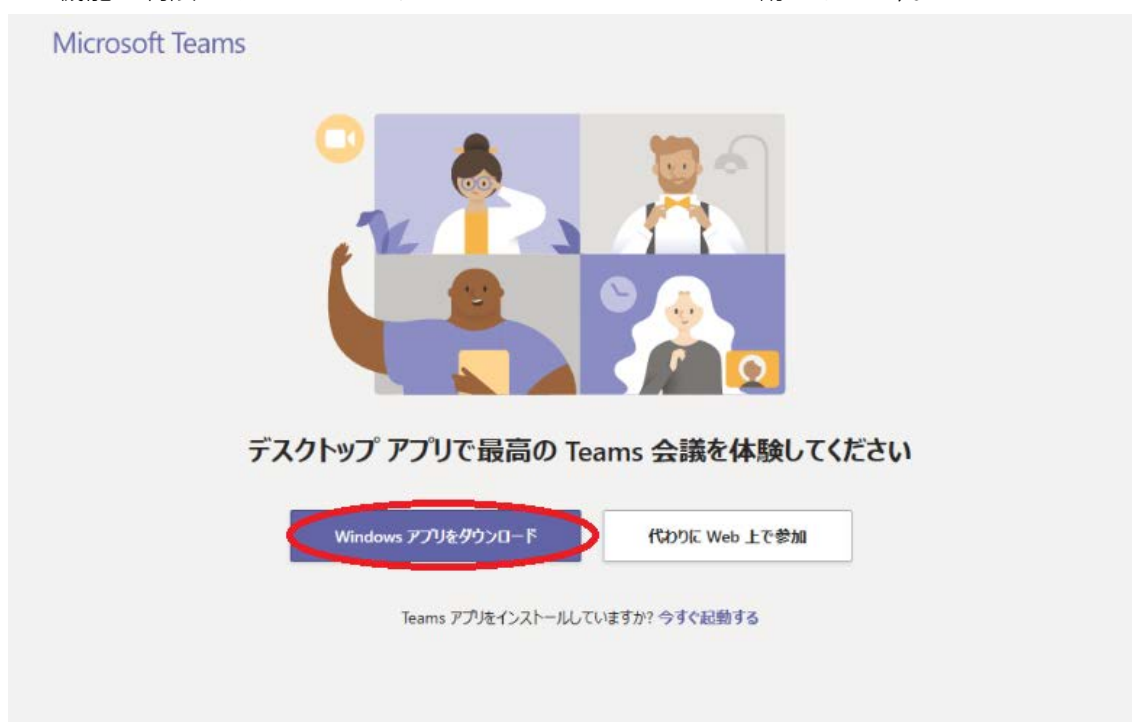 Microsoft Teams
デスクトップ アプリで最高の Teams 会議を体験してください
Windows アプリをダウンロード
代わりに Web 上で参加
Teams アプリをインストールしていますか? 今すぐ起動する